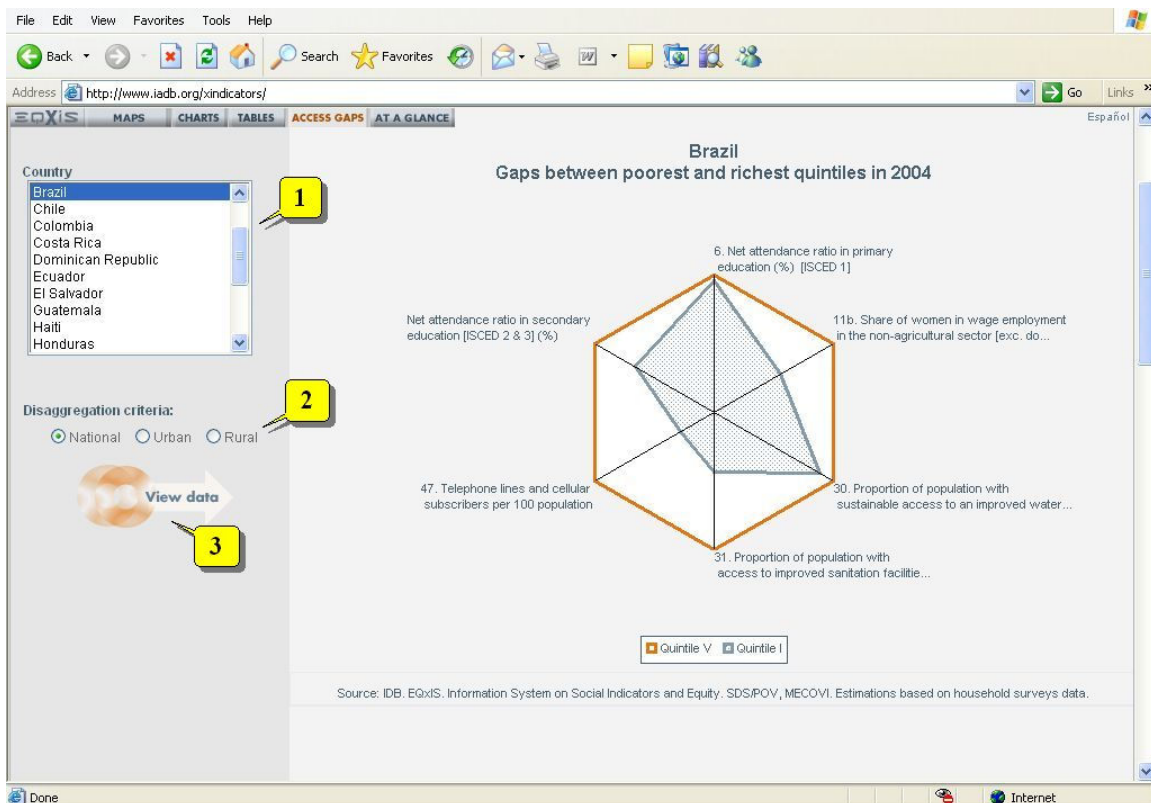 File Edit View Favorites Tools Help
Back Search Favorites
Address http://www.iadb.org/xindicators/ Go Links »
EQXiS MAPS CHARTS TABLES ACCESS GAPS AT A GLANCE Español
Brazil
Gaps between poorest and richest quintiles in 2004
Country
Brazil
Chile
Colombia
Costa Rica
Dominican Republic
Ecuador
El Salvador
Guatemala
Haiti
Honduras
1
Disaggregation criteria:
National Urban Rural
2
View data
3
6. Net attendance ratio in primary
education (%) [ISCED 1]
Net attendance ratio in secondary
education [ISCED 2 & 3] (%)
11b. Share of women in wage employment
in the non-agricultural sector [exc. do...
47. Telephone lines and cellular
subscribers per 100 population
30. Proportion of population with
sustainable access to an improved water...
31. Proportion of population with
access to improved sanitation facilitie...
Quintile V Quintile I
Source: IDB. EQxIS. Information System on Social Indicators and Equity. SDS/POV, MECOVI. Estimations based on household surveys data.
Done Internet